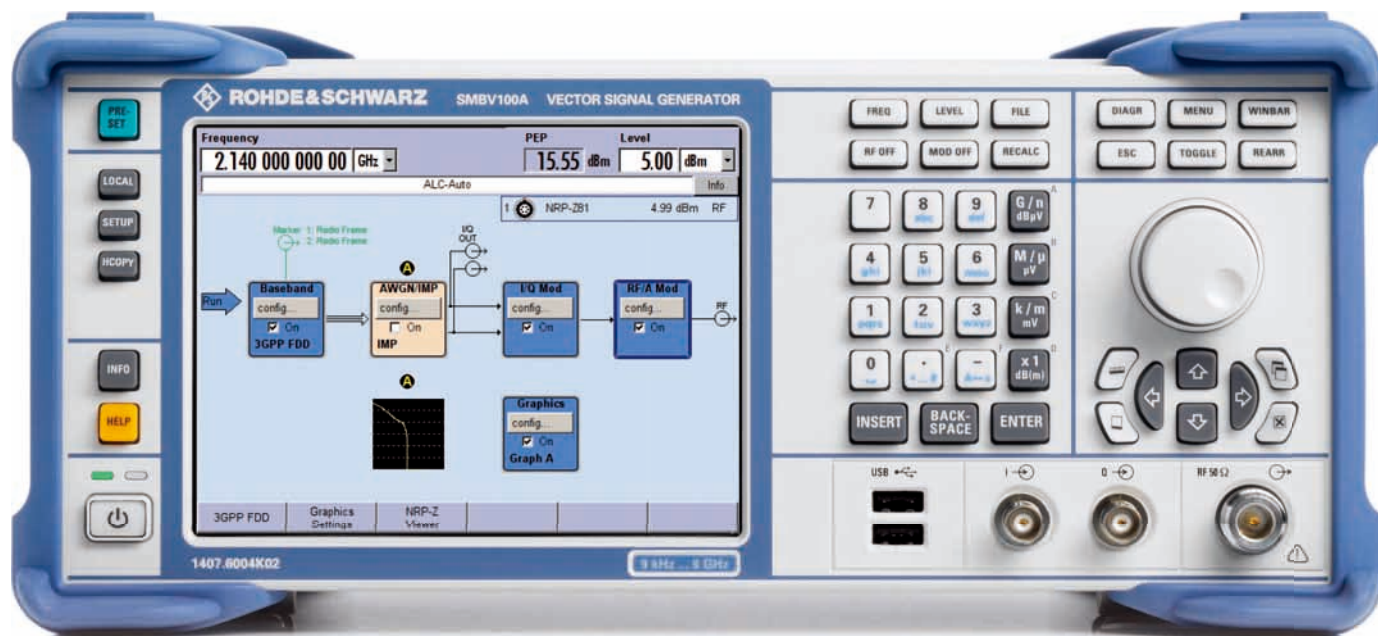 ROHDE&SCHWARZ SMBV100A VECTOR SIGNAL GENERATOR
PRE-
SET
LOCAL
SETUP
HCOPY
INFO
HELP
Frequency PEP Level
2.140 000 000 00 GHz 15.55 dBm 5.00 dBm
ALC-Auto Info
1 NRP-Z81 4.99 dBm RF
Marker 1: Radio Frame
2: Radio Frame
I/Q
OUT
A
Run
Baseband AWGN/IMP I/Q Mod RF/A Mod RF
config... config... config... config...
On On On On
3GPP FDD IMP
A
Graphics
config...
On
Graph A
3GPP FDD Graphics Settings NRP-Z Viewer
1407.6004K02
FREQ LEVEL FILE
RF OFF MOD OFF RECALC
DIAGR MENU WINBAR
ESC TOGGLE REARR
7 8 9 G/n A
abc def dBµV
4 5 6 M/µ B
ghi jkl mno µV
1 2 3 k/m C
pqrs tuv wxyz mV
0 . E − F x1 D
dB(m)
INSERT BACK-
SPACE ENTER
USB I Q RF 50 Ω